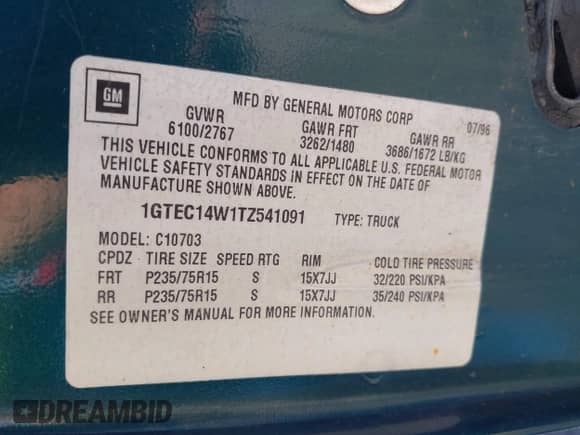 GM
MFD BY GENERAL MOTORS CORP 07/96
GVWR GAWR FRT GAWR RR
6100/2767 3262/1480 3686/1672 LB/KG
THIS VEHICLE CONFORMS TO ALL APPLICABLE U.S. FEDERAL MOTOR
VEHICLE SAFETY STANDARDS IN EFFECT ON THE DATE OF
MANUFACTURE SHOWN ABOVE.
1GTEC14W1TZ541091 TYPE: TRUCK
MODEL: C10703
CPDZ - TIRE SIZE SPEED RTG RIM COLD TIRE PRESSURE
FRT P235/75R15 S 15X7JJ 32/220 PSI/KPA
RR P235/75R15 S 15X7JJ 35/240 PSI/KPA
SEE OWNER'S MANUAL FOR MORE INFORMATION.
DREAMBID